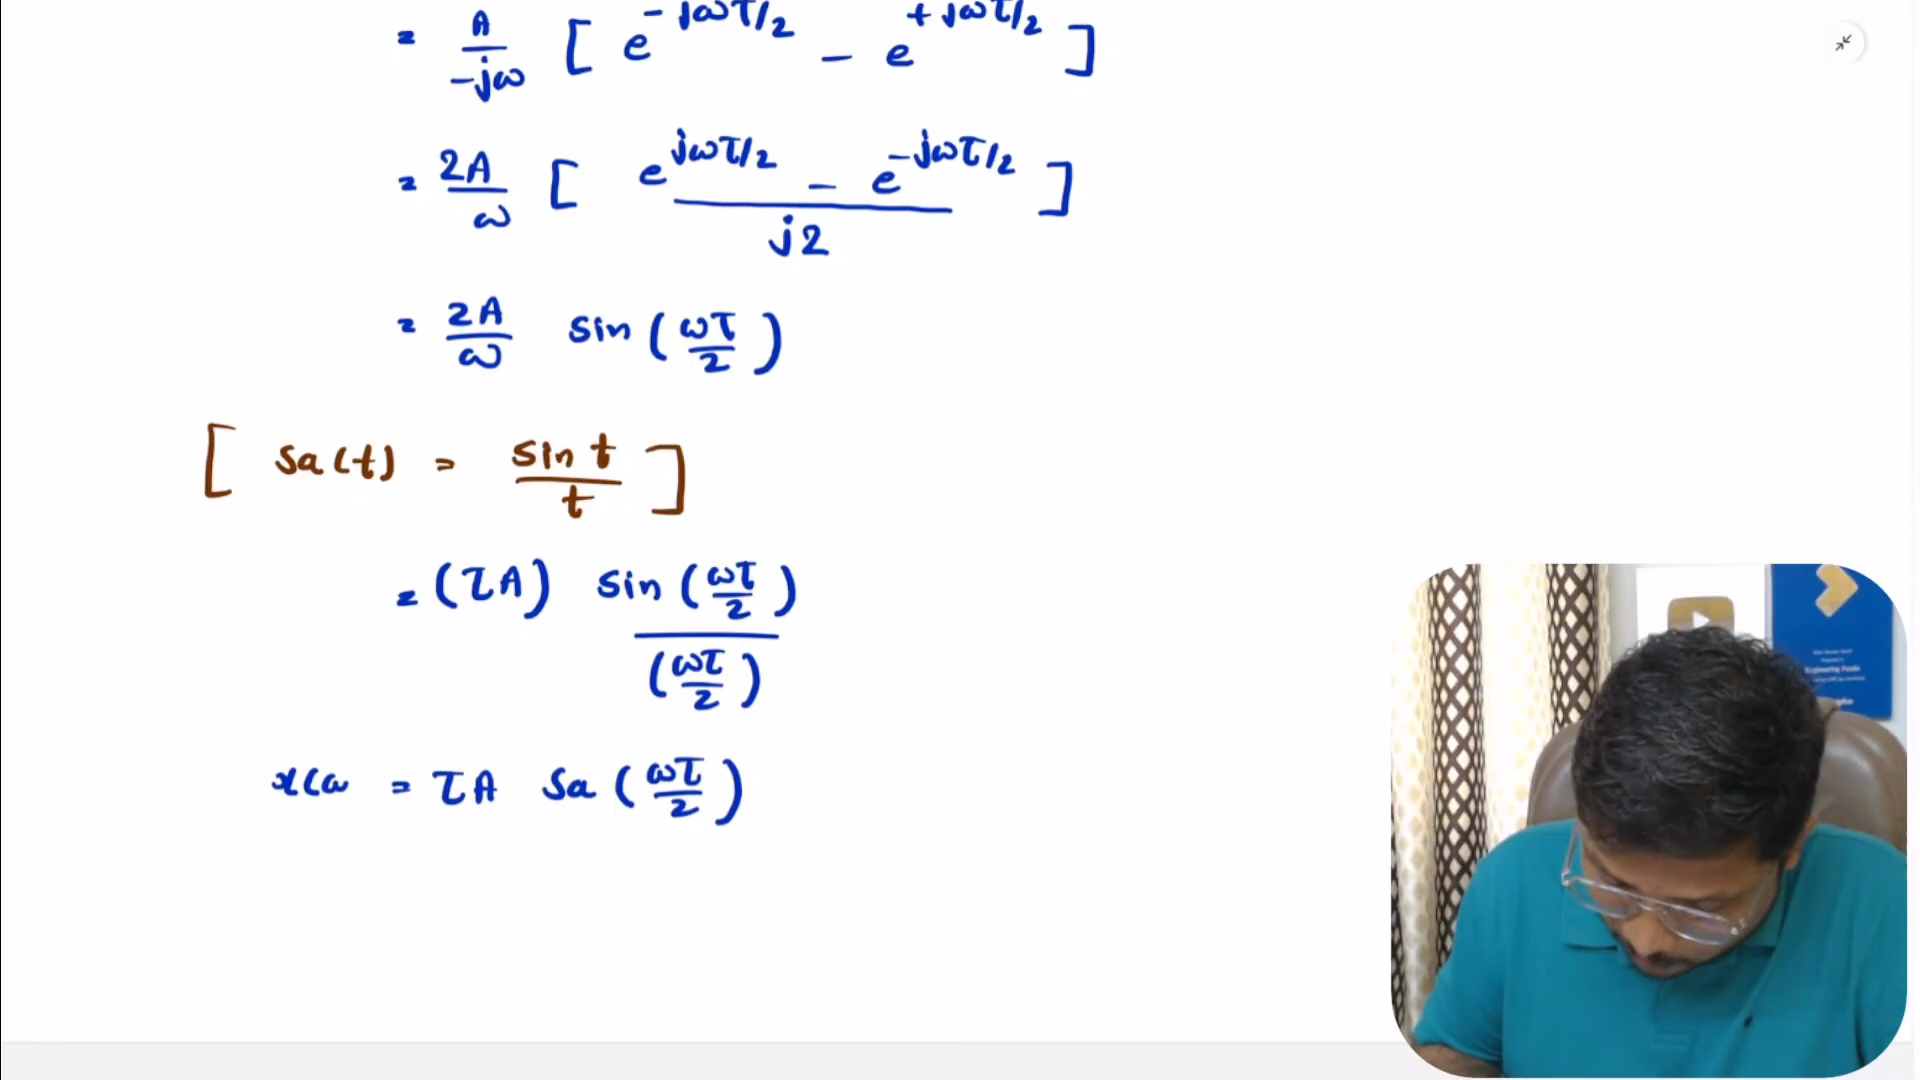 = A/-jω [ e^-jωτ/2 - e^+jωτ/2 ]
= 2A/ω [ e^jωτ/2 - e^-jωτ/2 / j2 ]
= 2A/ω sin (ωτ/2)
[ Sa(t) = sin t / t ]
= (τA) sin (ωτ/2) / (ωτ/2)
x(ω = τA Sa (ωτ/2)